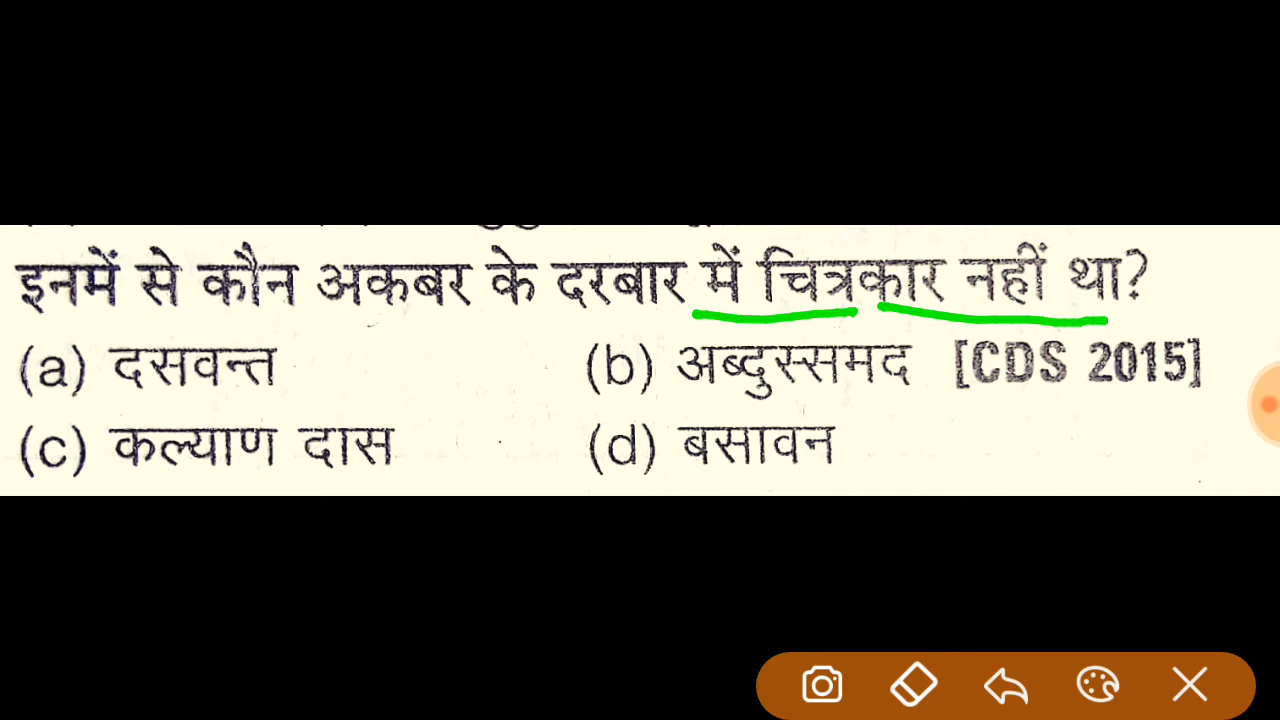 इनमें से कौन अकबर के दरबार में चित्रकार नहीं था?
(a) दसवन्त (b) अब्दुस्समद [CDS 2015]
(c) कल्याण दास (d) बसावन